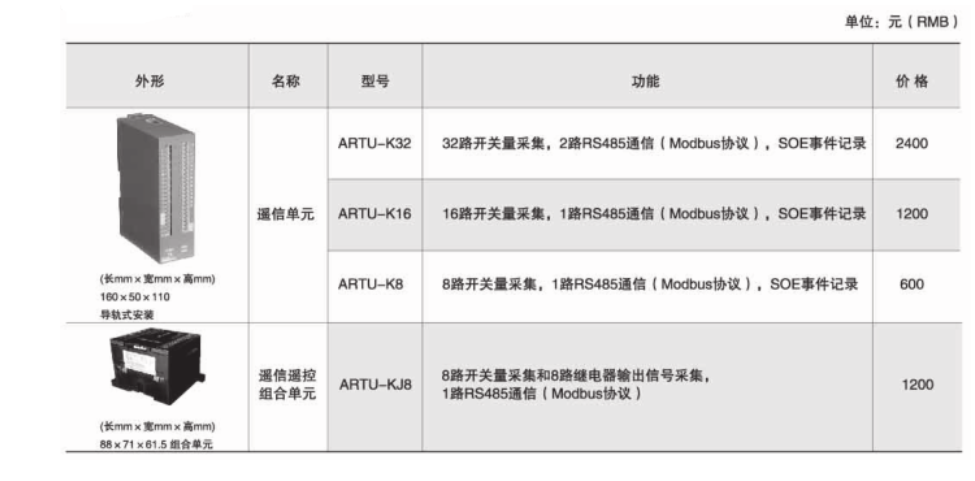 单位：元（RMB）
外形 名称 型号 功能 价格
ARTU-K32 32路开关量采集，2路RS485通信（Modbus协议），SOE事件记录 2400
遥信单元 ARTU-K16 16路开关量采集，1路RS485通信（Modbus协议），SOE事件记录 1200
ARTU-K8 8路开关量采集，1路RS485通信（Modbus协议），SOE事件记录 600
(长mm×宽mm×高mm)
160×50×110
导轨式安装
遥信遥控
组合单元
ARTU-KJ8
8路开关量采集和8路继电器输出信号采集，
1路RS485通信（Modbus协议）
1200
(长mm×宽mm×高mm)
88×71×61.5 组合单元